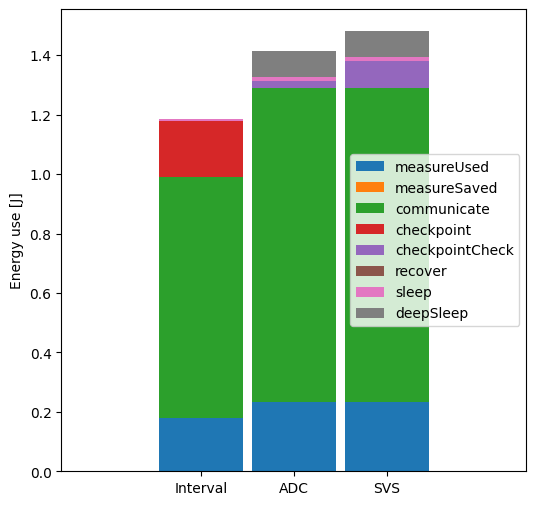 Energy use [J]
1.4
1.2
1.0
0.8
0.6
0.4
0.2
0.0
measureUsed
measureSaved
communicate
checkpoint
checkpointCheck
recover
sleep
deepSleep
Interval
ADC
SVS